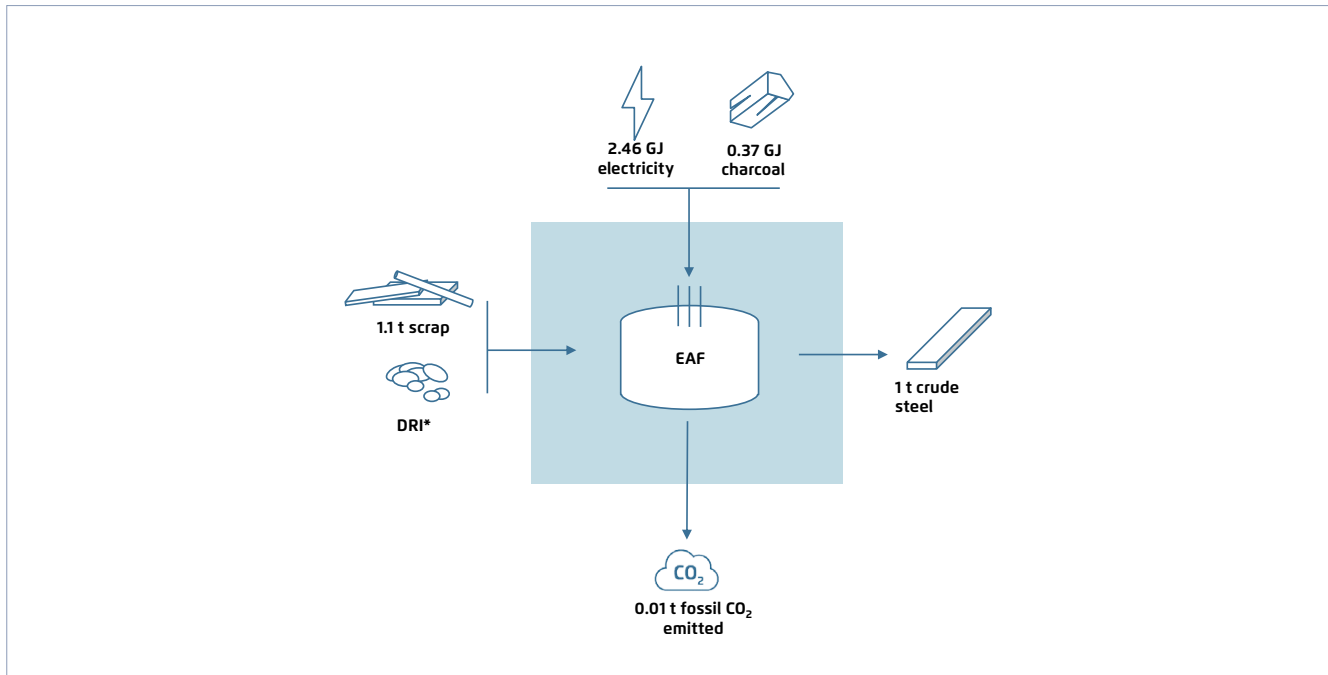 2.46 GJ
electricity
0.37 GJ
charcoal
1.1 t scrap
DRI*
EAF
1 t crude
steel
CO₂
0.01 t fossil CO₂
emitted